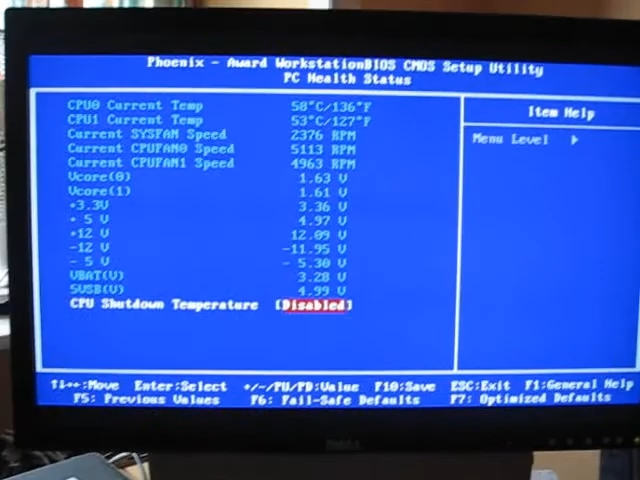 Phoenix - Award WorkstationBIOS CMOS Setup Utility
PC Health Status
CPU0 Current Temp 58°C/136°F
CPU1 Current Temp 53°C/127°F
Current SYSFAN Speed 2376 RPM
Current CPUFAN0 Speed 5113 RPM
Current CPUFAN1 Speed 4963 RPM
Vcore(0) 1.63 V
Vcore(1) 1.61 V
+3.3V 3.36 V
+ 5 V 4.97 V
+12 V 12.09 V
-12 V -11.95 V
- 5 V - 5.30 V
VBAT(V) 3.28 V
5VSB(V) 4.99 V
CPU Shutdown Temperature [Disabled]
Item Help
Menu Level ►
↑↓→←:Move Enter:Select +/-/PU/PD:Value F10:Save ESC:Exit F1:General Help
F5: Previous Values F6: Fail-Safe Defaults F7: Optimized Defaults
DELL